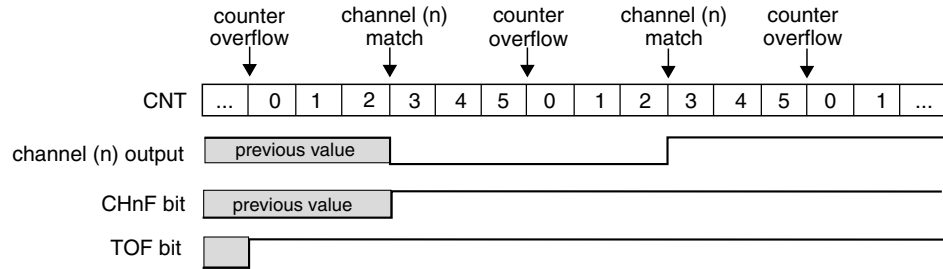 counter
overflow
channel (n)
match
counter
overflow
channel (n)
match
counter
overflow
CNT ... 0 1 2 3 4 5 0 1 2 3 4 5 0 1 ...
channel (n) output previous value
CHnF bit previous value
TOF bit